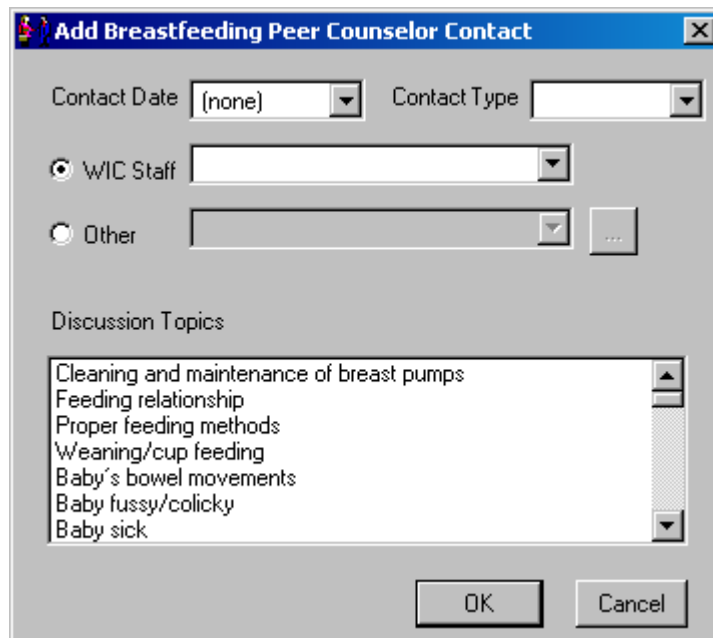 Add Breastfeeding Peer Counselor Contact
Contact Date (none) Contact Type
WIC Staff
Other ...
Discussion Topics
Cleaning and maintenance of breast pumps
Feeding relationship
Proper feeding methods
Weaning/cup feeding
Baby´s bowel movements
Baby fussy/colicky
Baby sick
OK Cancel